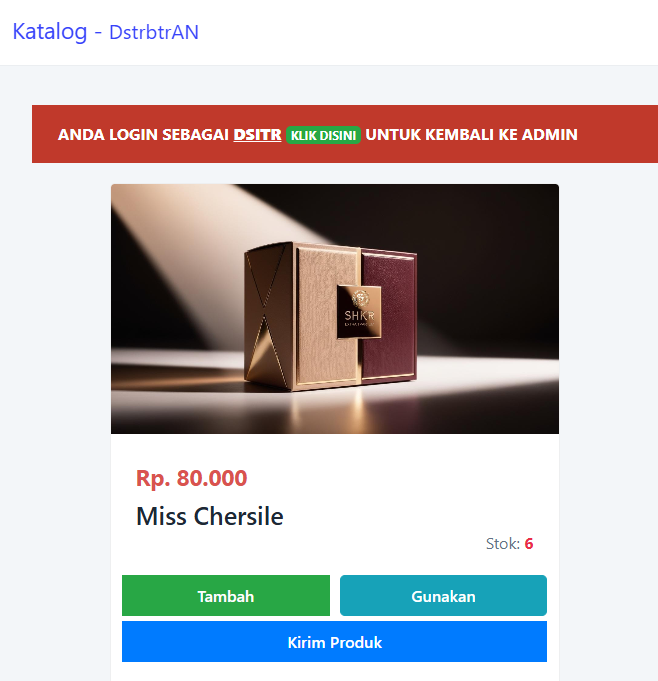 Katalog - DstrbtrAN
ANDA LOGIN SEBAGAI DSITR KLIK DISINI UNTUK KEMBALI KE ADMIN
SHKR
Rp. 80.000
Miss Chersile
Stok: 6
Tambah
Gunakan
Kirim Produk